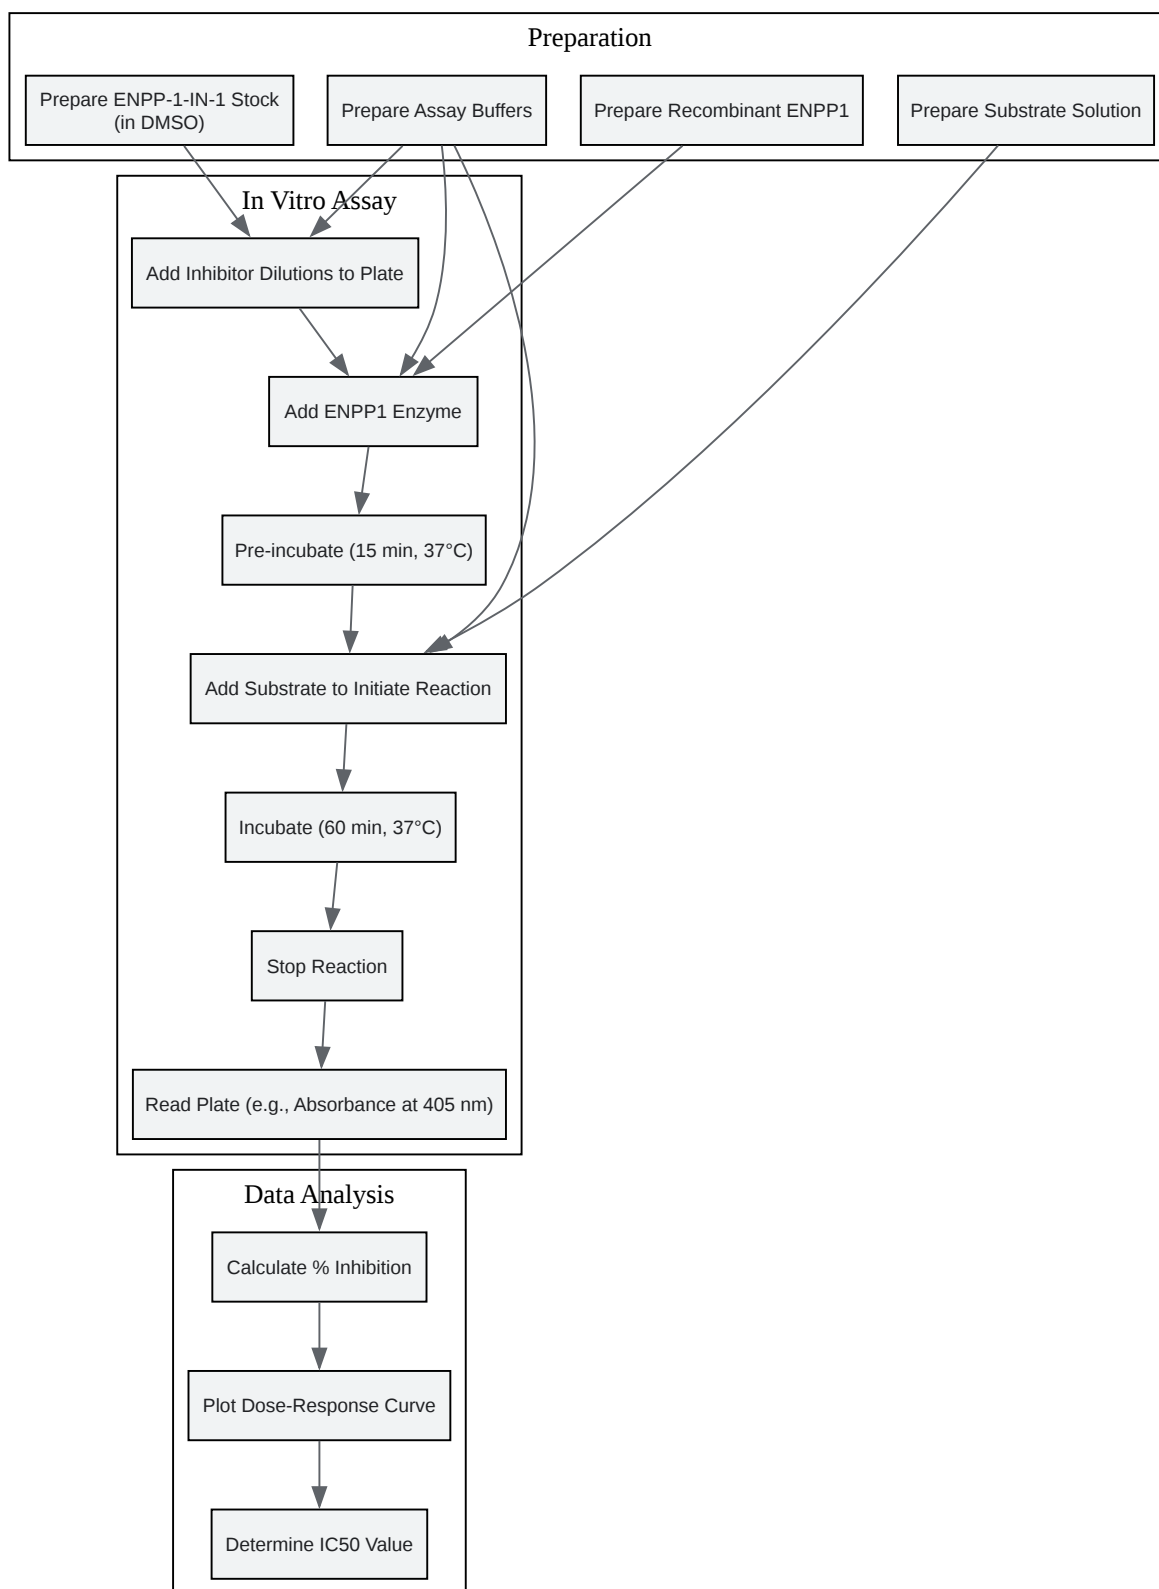 Preparation
Prepare ENPP-1-IN-1 Stock
(in DMSO)
Prepare Assay Buffers
Prepare Recombinant ENPP1
Prepare Substrate Solution
In Vitro Assay
Add Inhibitor Dilutions to Plate
Add ENPP1 Enzyme
Pre-incubate (15 min, 37°C)
Add Substrate to Initiate Reaction
Incubate (60 min, 37°C)
Stop Reaction
Read Plate (e.g., Absorbance at 405 nm)
Data Analysis
Calculate % Inhibition
Plot Dose-Response Curve
Determine IC50 Value